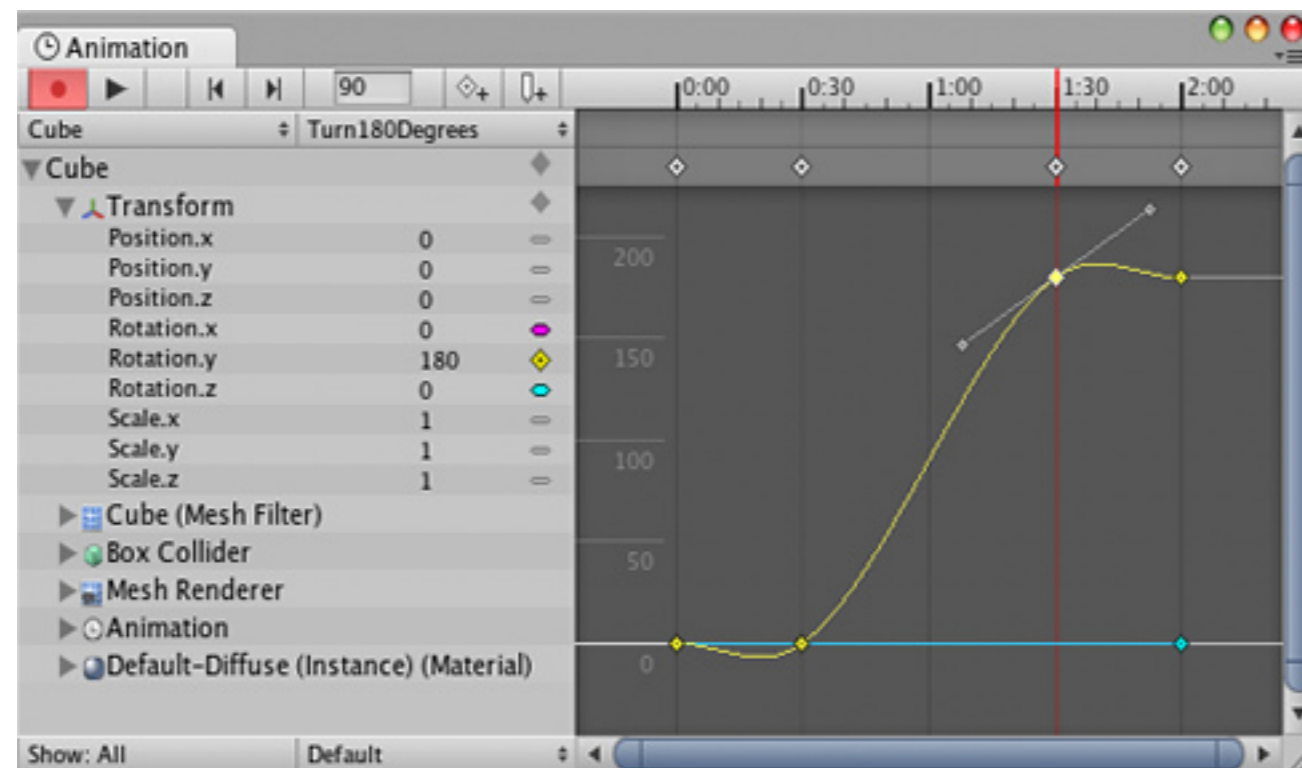 Animation
90
0:00 0:30 1:00 1:30 2:00
Cube Turn180Degrees
Cube
Transform
Position.x 0
Position.y 0
Position.z 0
Rotation.x 0
Rotation.y 180
Rotation.z 0
Scale.x 1
Scale.y 1
Scale.z 1
Cube (Mesh Filter)
Box Collider
Mesh Renderer
Animation
Default-Diffuse (Instance) (Material)
200
150
100
50
0
Show: All Default